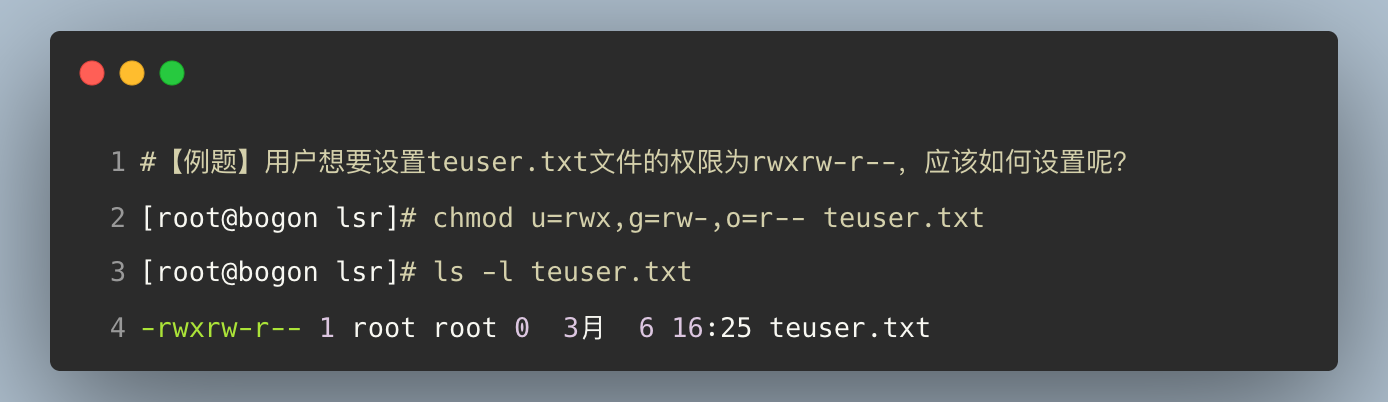 1 #【例题】用户想要设置teuser.txt文件的权限为rwxrw-r--，应该如何设置呢？
2 [root@bogon lsr]# chmod u=rwx,g=rw-,o=r-- teuser.txt
3 [root@bogon lsr]# ls -l teuser.txt
4 -rwxrw-r-- 1 root root 0  3月  6 16:25 teuser.txt